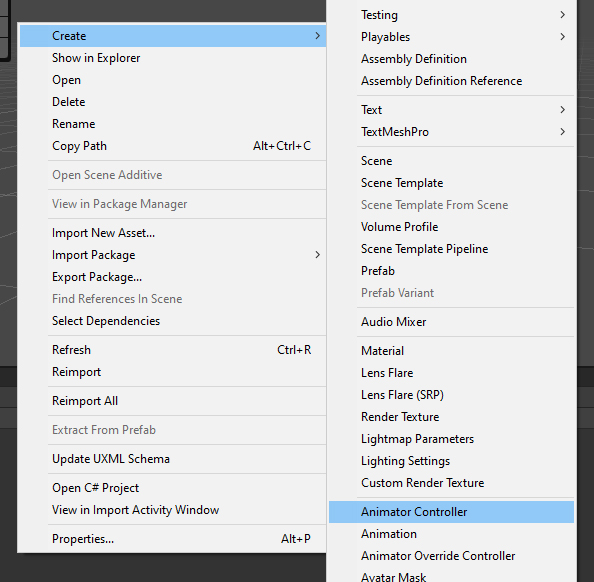 Create
Show in Explorer
Open
Delete
Rename
Copy Path Alt+Ctrl+C
Open Scene Additive
View in Package Manager
Import New Asset...
Import Package
Export Package...
Find References In Scene
Select Dependencies
Refresh Ctrl+R
Reimport
Reimport All
Extract From Prefab
Update UXML Schema
Open C# Project
View in Import Activity Window
Properties... Alt+P
Testing
Playables
Assembly Definition
Assembly Definition Reference
Text
TextMeshPro
Scene
Scene Template
Scene Template From Scene
Volume Profile
Scene Template Pipeline
Prefab
Prefab Variant
Audio Mixer
Material
Lens Flare
Lens Flare (SRP)
Render Texture
Lightmap Parameters
Lighting Settings
Custom Render Texture
Animator Controller
Animation
Animator Override Controller
Avatar Mask